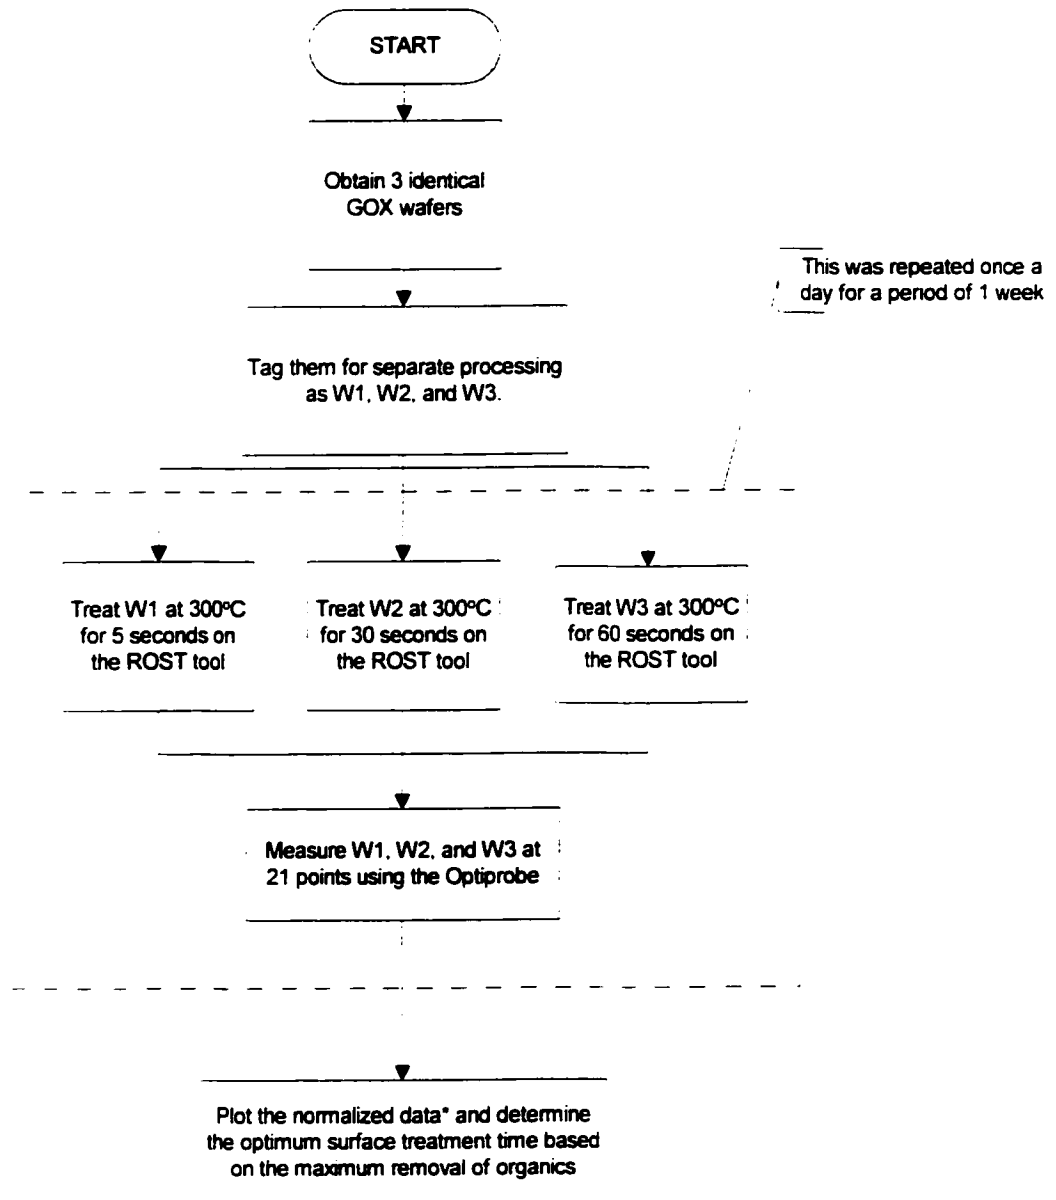 START
Obtain 3 identical
GOX wafers
This was repeated once a
day for a period of 1 week
Tag them for separate processing
as W1, W2, and W3.
Treat W1 at 300ºC
for 5 seconds on
the ROST tool
Treat W2 at 300ºC
for 30 seconds on
the ROST tool
Treat W3 at 300ºC
for 60 seconds on
the ROST tool
Measure W1, W2, and W3 at
21 points using the Optiprobe
Plot the normalized data* and determine
the optimum surface treatment time based
on the maximum removal of organics